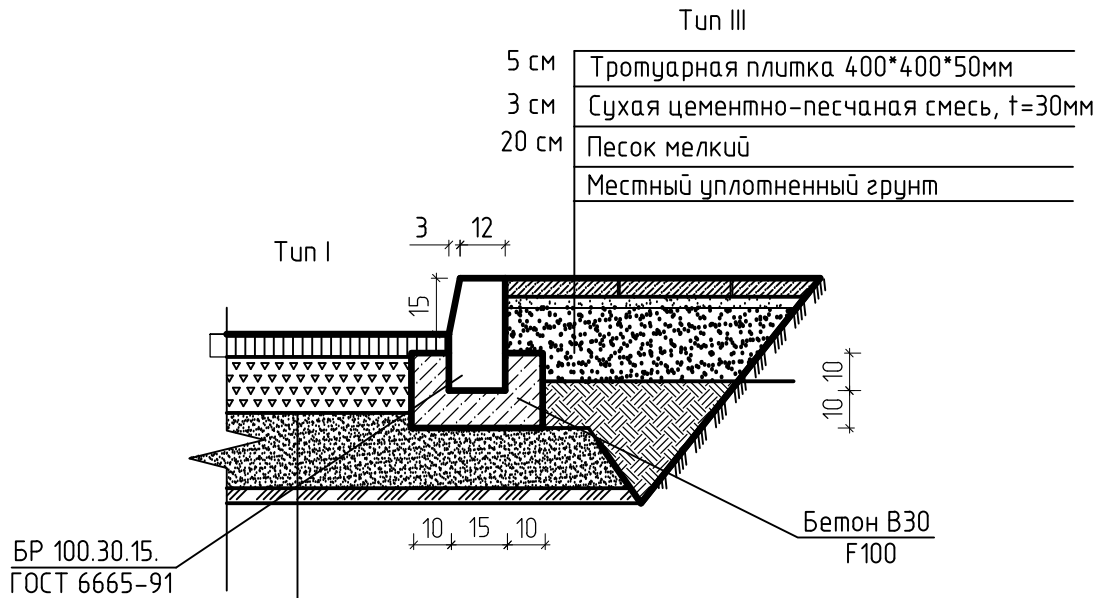 Тип III
5 см Тротуарная плитка 400*400*50мм
3 см Сухая цементно-песчаная смесь, t=30мм
20 см Песок мелкий
Местный уплотненный грунт
3 12
Тип I
15
10
10
10 15 10
Бетон В30
F100
БР 100.30.15.
ГОСТ 6665-91